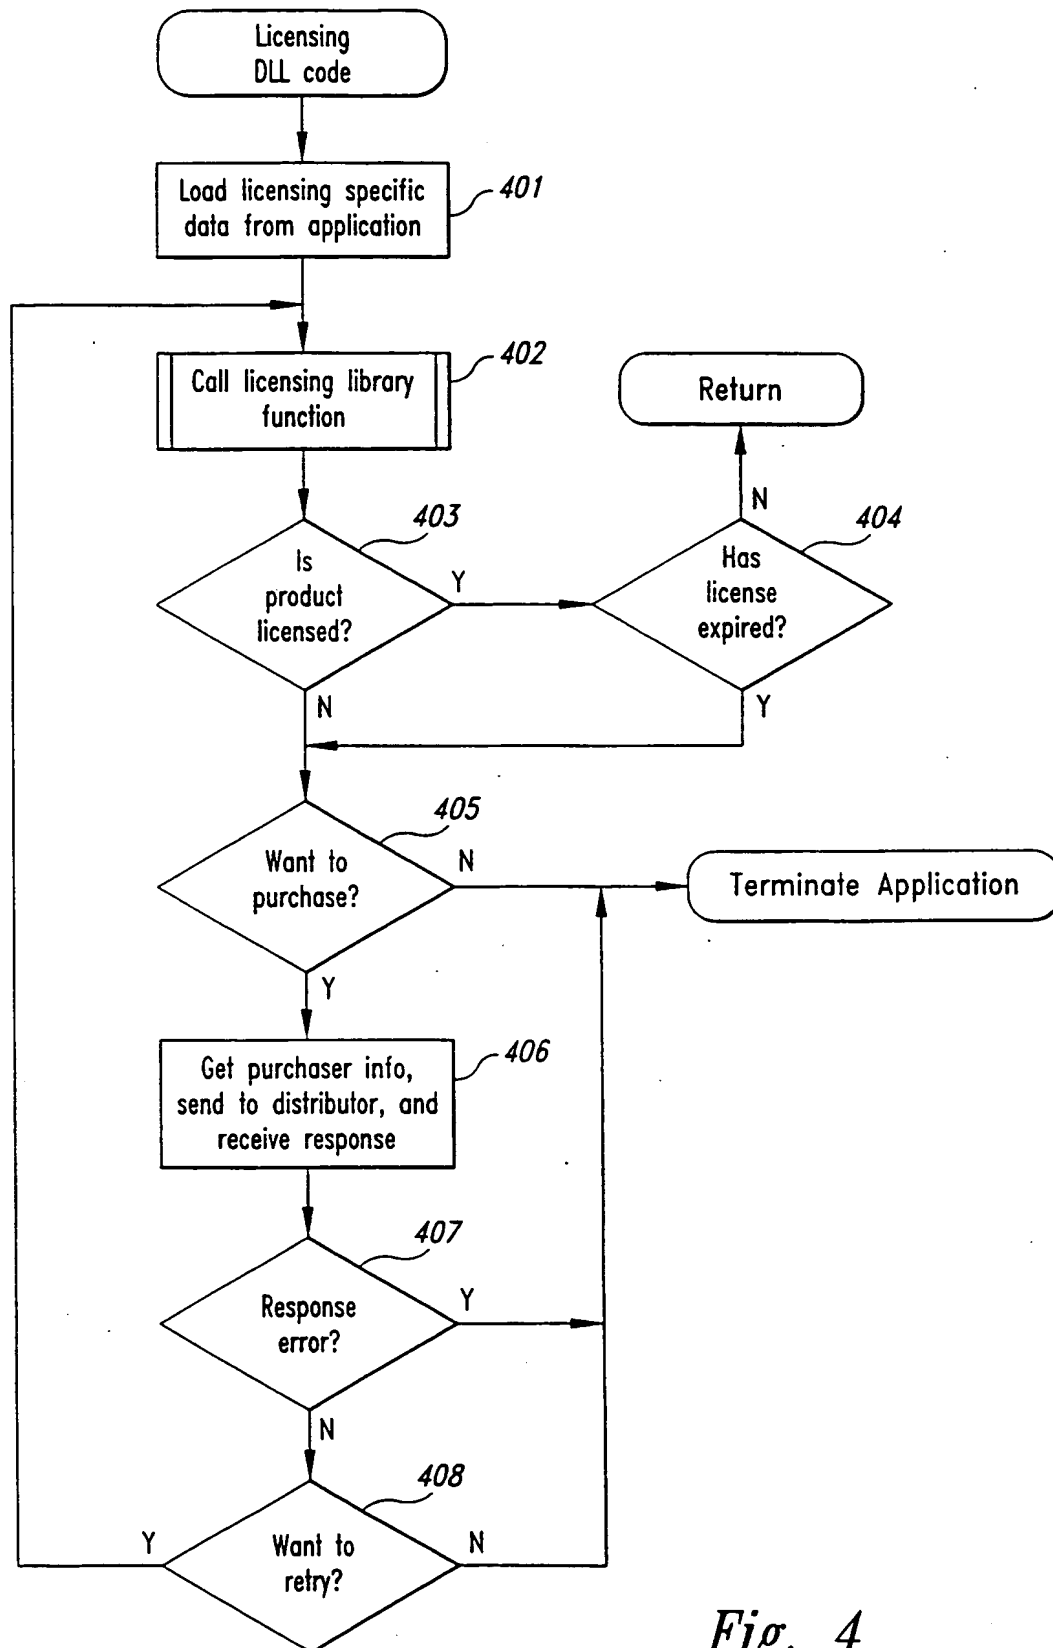 Licensing
DLL code
Load licensing specific
data from application
401
Call licensing library
function
402
Return
N
403
404
Is
product
licensed?
Y
Has
license
expired?
N
Y
405
Want to
purchase?
N
Terminate Application
Y
Get purchaser info,
send to distributor, and
receive response
406
407
Response
error?
Y
N
408
Y
Want to
retry?
N
Fig. 4